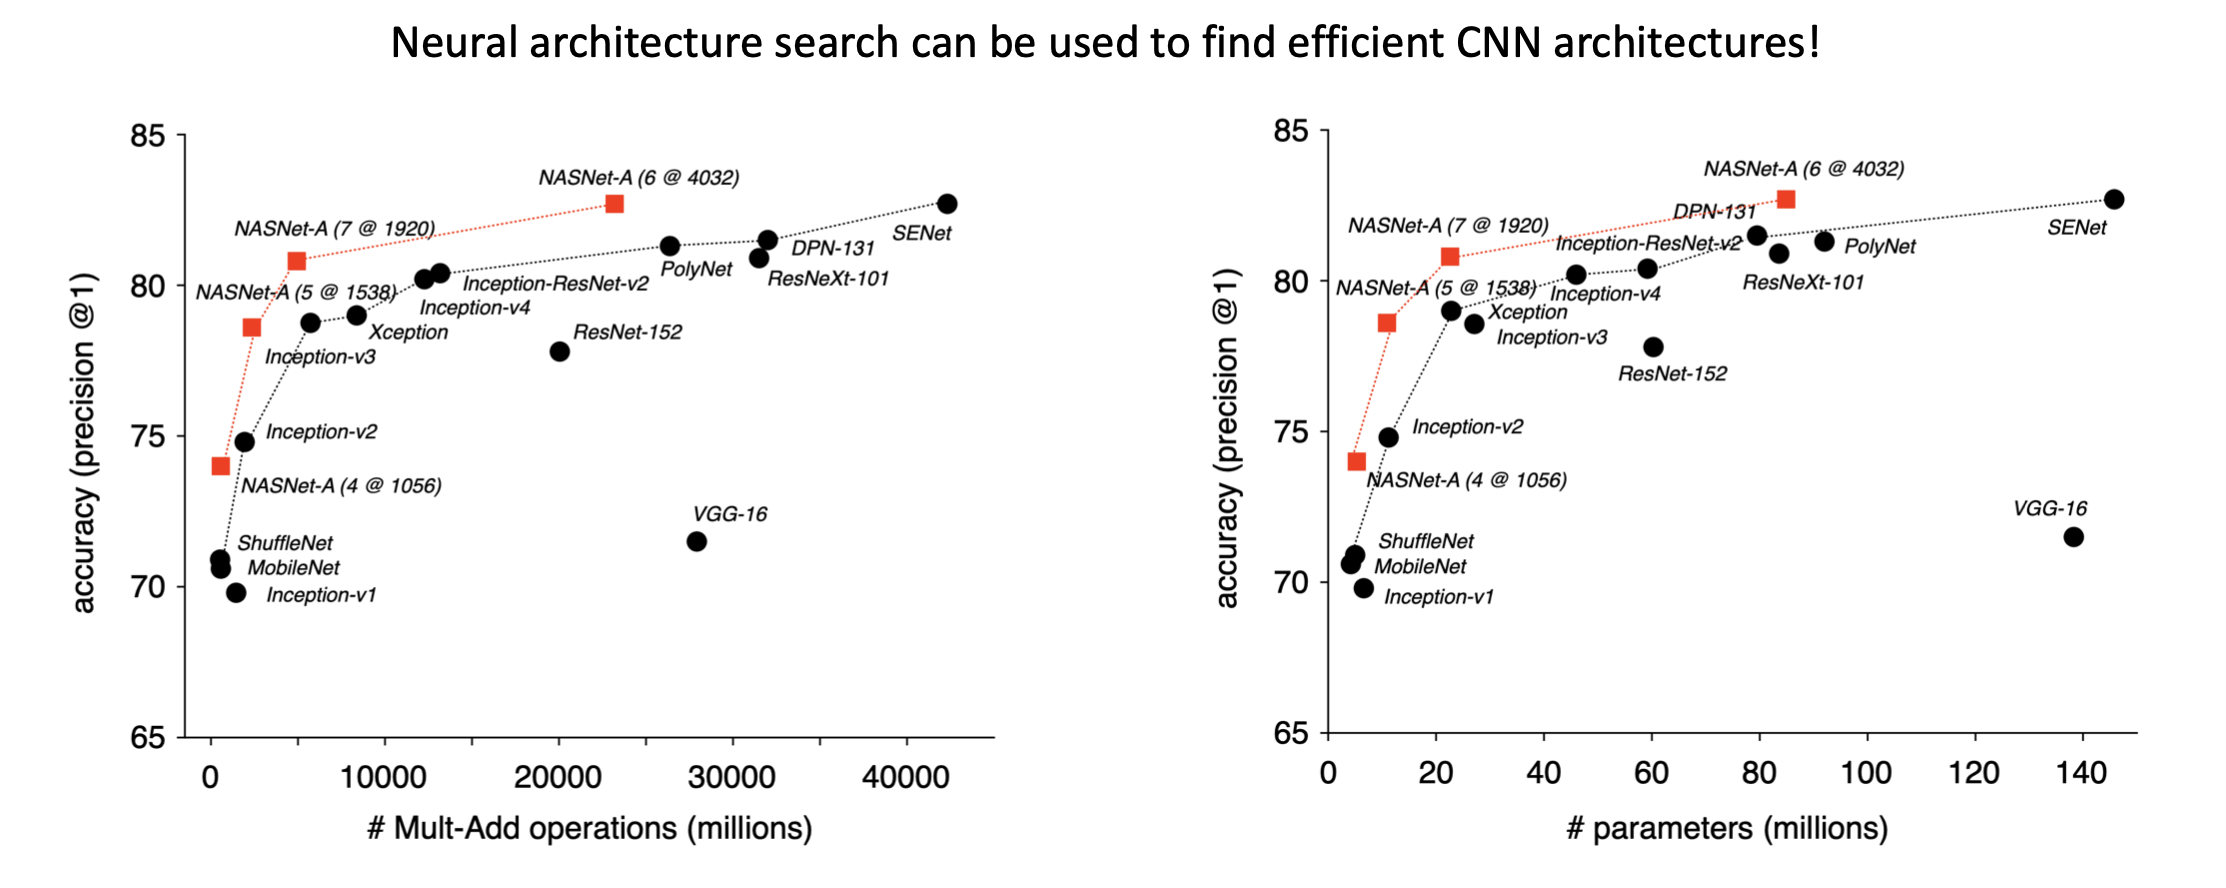 Neural architecture search can be used to find efficient CNN architectures!
85
80
75
70
65
accuracy (precision @1)
NASNet-A (6 @ 4032)
NASNet-A (7 @ 1920)
SENet
DPN-131
PolyNet
ResNeXt-101
Inception-ResNet-v2
NASNet-A (5 @ 1538)
Inception-v4
Xception
ResNet-152
Inception-v3
Inception-v2
NASNet-A (4 @ 1056)
VGG-16
ShuffleNet
MobileNet
Inception-v1
0 10000 20000 30000 40000
# Mult-Add operations (millions)
85
80
75
70
65
accuracy (precision @1)
NASNet-A (6 @ 4032)
DPN-131
NASNet-A (7 @ 1920)
SENet
Inception-ResNet-v2
PolyNet
ResNeXt-101
NASNet-A (5 @ 1538)
Inception-v4
Xception
Inception-v3
ResNet-152
Inception-v2
NASNet-A (4 @ 1056)
VGG-16
ShuffleNet
MobileNet
Inception-v1
0 20 40 60 80 100 120 140
# parameters (millions)